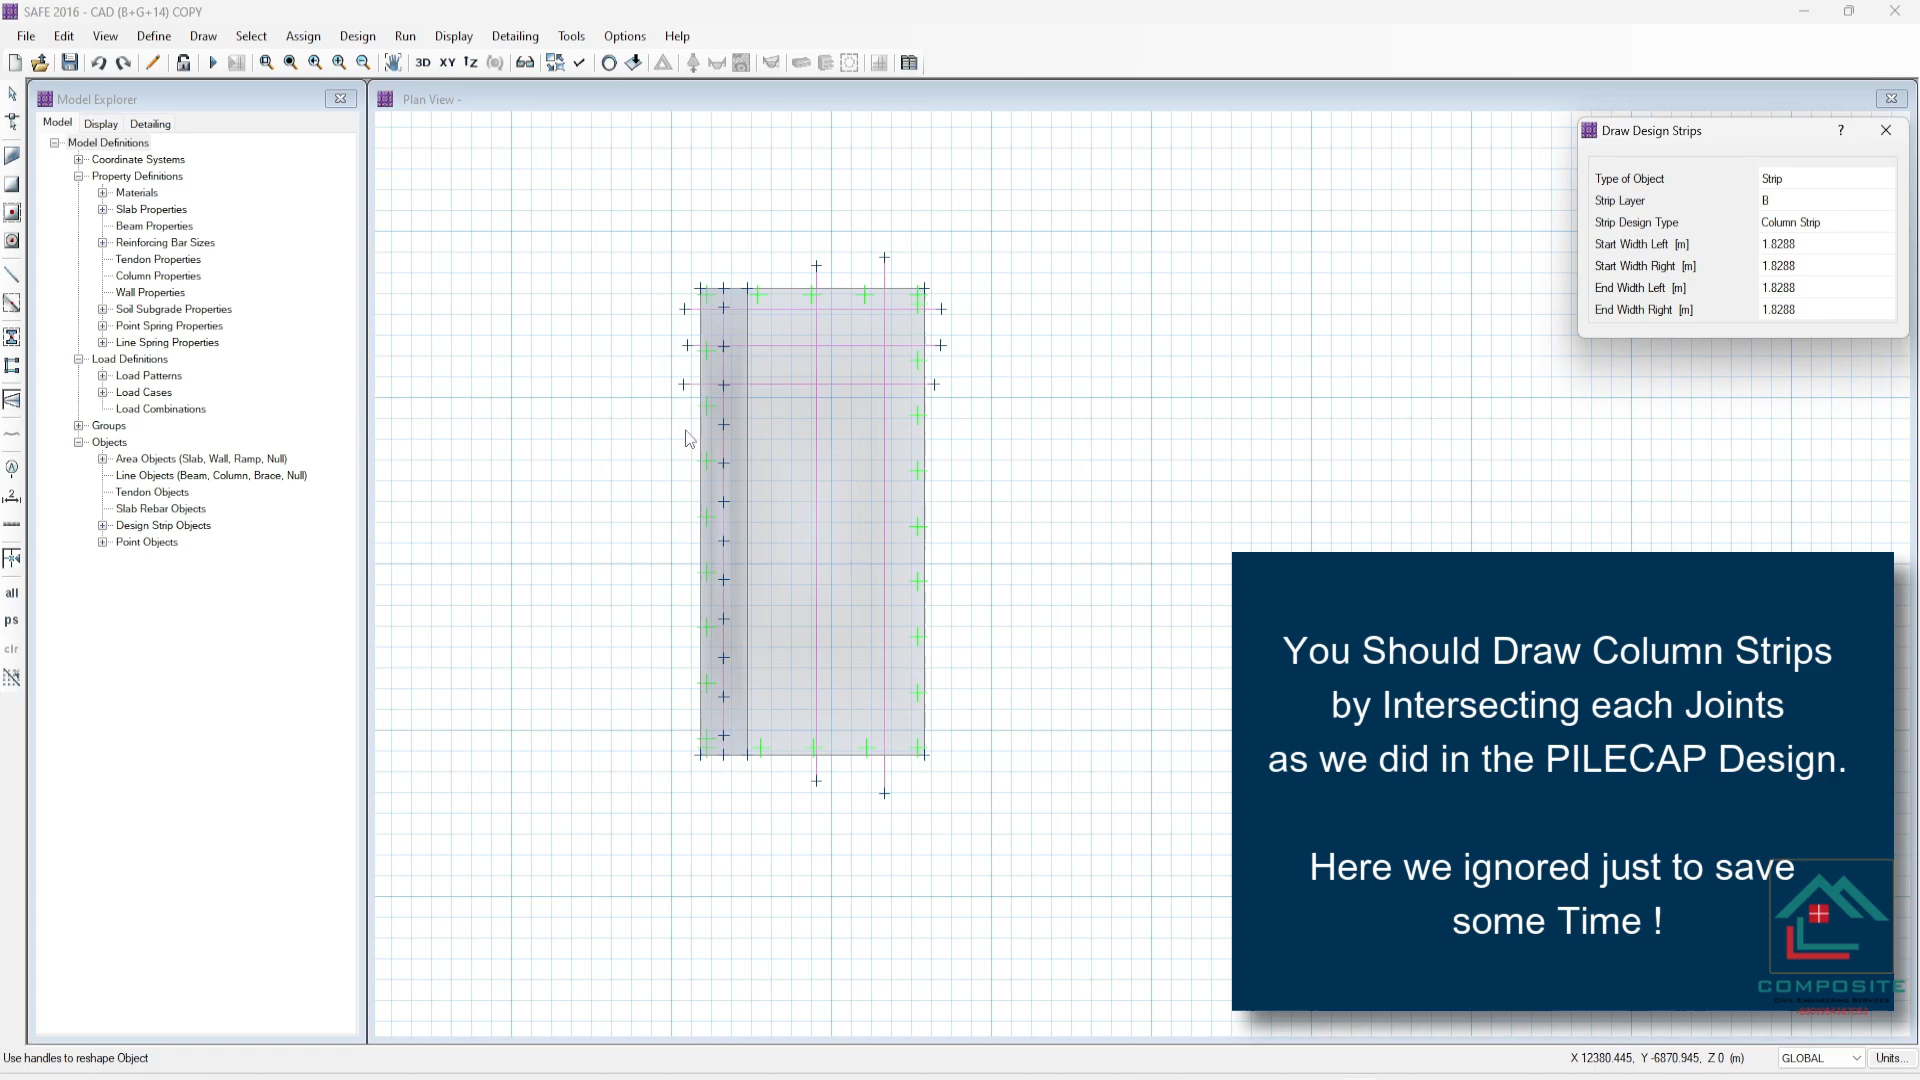 SAFE 2016 - CAD (B+G+14) COPY
File Edit View Define Draw Select Assign Design Run Display Detailing Tools Options Help
3D XY
Model Explorer
Plan View -
Model Display Detailing
Model Definitions
Coordinate Systems
Property Definitions
Materials
Slab Properties
Beam Properties
Reinforcing Bar Sizes
Tendon Properties
Column Properties
Wall Properties
Soil Subgrade Properties
Point Spring Properties
Line Spring Properties
Load Definitions
Load Patterns
Load Cases
Load Combinations
Groups
Objects
Area Objects (Slab, Wall, Ramp, Null)
Line Objects (Beam, Column, Brace, Null)
Tendon Objects
Slab Rebar Objects
Design Strip Objects
Point Objects
all
ps
clr
Draw Design Strips ?
Type of Object Strip
Strip Layer B
Strip Design Type Column Strip
Start Width Left [m] 1.8288
Start Width Right [m] 1.8288
End Width Left [m] 1.8288
End Width Right [m] 1.8288
You Should Draw Column Strips
by Intersecting each Joints
as we did in the PILECAP Design.
Here we ignored just to save
some Time !
COMPOSITE
CIVIL ENGINEERING SERVICES
Use handles to reshape Object
X 12380.445, Y -6870.945, Z 0 (m)
GLOBAL
Units...